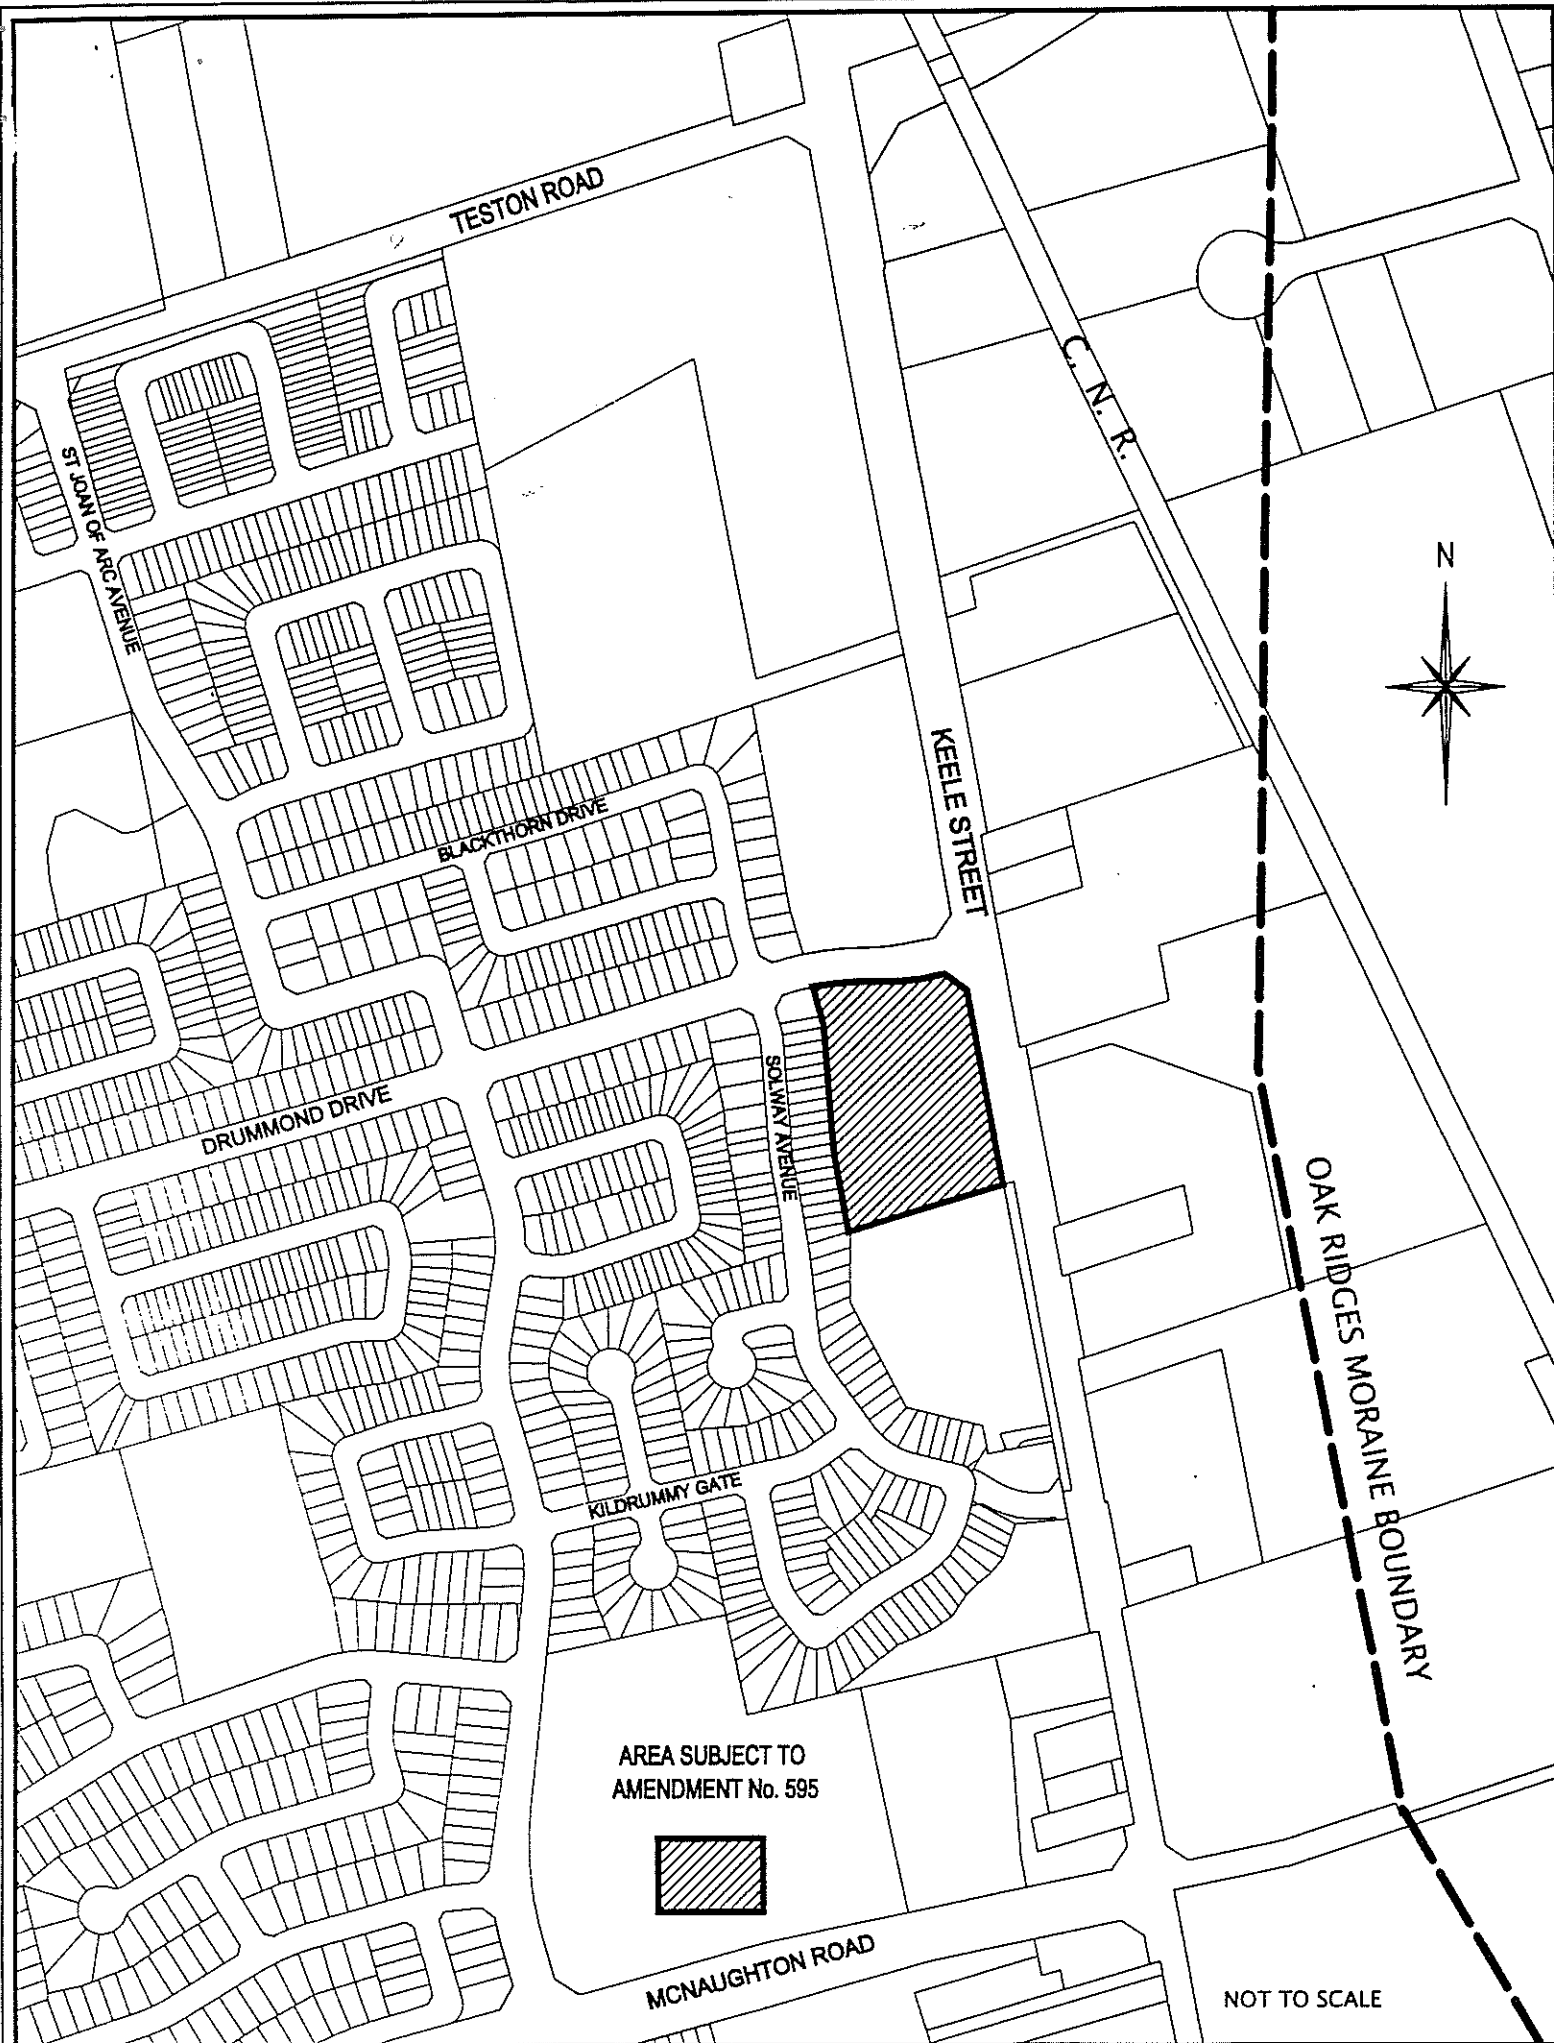 TESTON ROAD
C. N. R.
ST JOAN OF ARC AVENUE
N
KEELE STREET
BLACKTHORN DRIVE
SOLWAY AVENUE
DRUMMOND DRIVE
OAK RIDGES MORAINE BOUNDARY
KILDRUMMY GATE
AREA SUBJECT TO
AMENDMENT No. 595
MCNAUGHTON ROAD
NOT TO SCALE